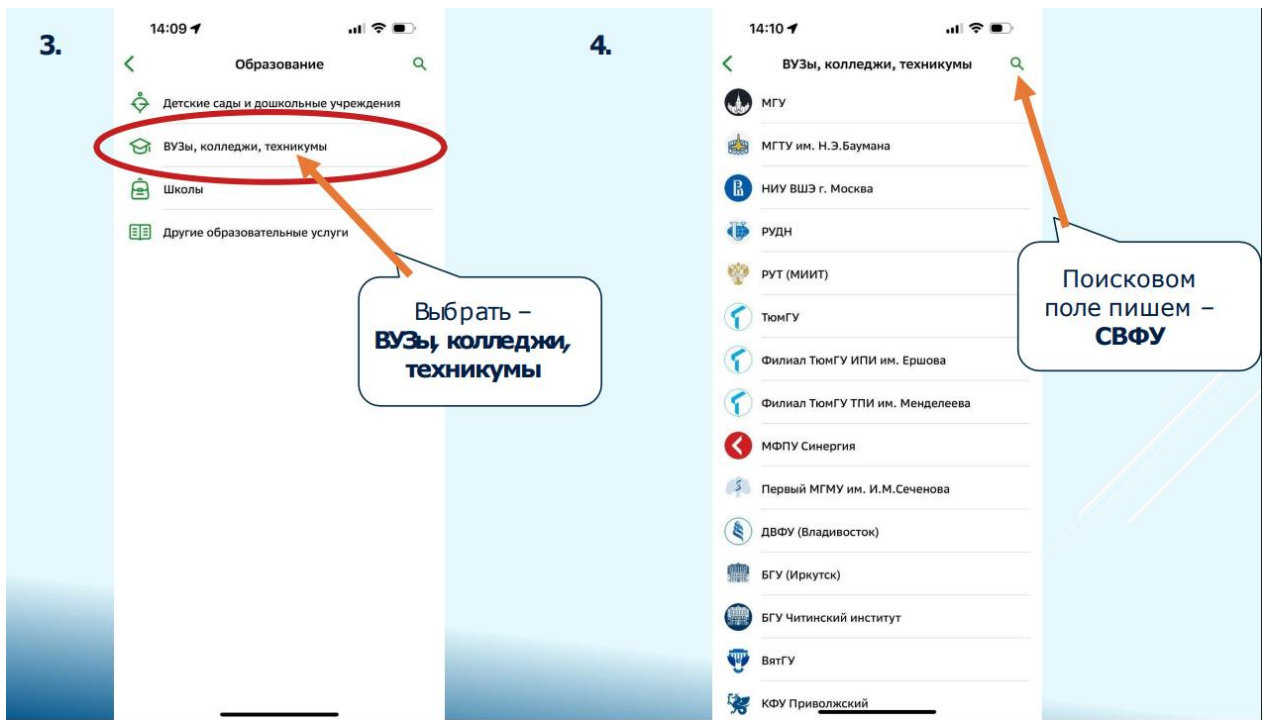 3.
14:09
Образование
Детские сады и дошкольные учреждения
ВУЗы, колледжи, техникумы
Школы
Другие образовательные услуги
Выбрать –
ВУЗы, колледжи,
техникумы
4.
14:10
ВУЗы, колледжи, техникумы
МГУ
МГТУ им. Н.Э.Баумана
НИУ ВШЭ г. Москва
РУДН
РУТ (МИИТ)
ТюмГУ
Филиал ТюмГУ ИПИ им. Ершова
Филиал ТюмГУ ТПИ им. Менделеева
МФПУ Синергия
Первый МГМУ им. И.М.Сеченова
ДВФУ (Владивосток)
БГУ (Иркутск)
БГУ Читинский институт
ВятГУ
КФУ Приволжский
Поисковом
поле пишем –
СВФУ